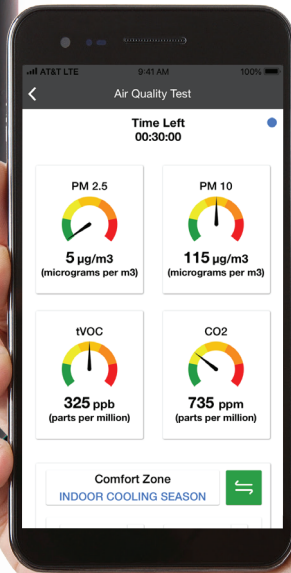 AT&T LTE 9:41 AM 100%
Air Quality Test
Time Left
00:30:00
PM 2.5
5 µg/m3
(micrograms per m3)
PM 10
115 µg/m3
(micrograms per m3)
tVOC
325 ppb
(parts per million)
CO2
735 ppm
(parts per million)
Comfort Zone
INDOOR COOLING SEASON